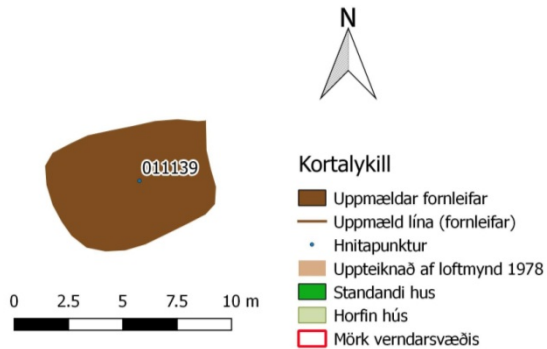 N
011139
Kortalykill
Uppmældar fornleifar
Uppmæld lína (fornleifar)
Hnitapunktur
Uppteiknað af loftmynd 1978
Standandi hus
Horfin hús
Mörk verndarsvæðis
0 2.5 5 7.5 10 m